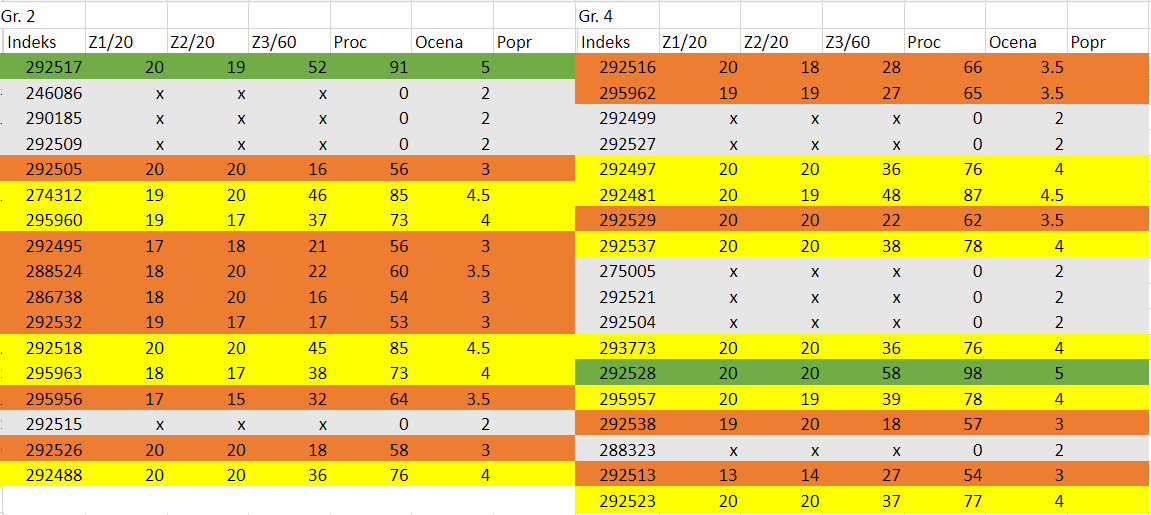 Gr. 2 Gr. 4
Indeks Z1/20 Z2/20 Z3/60 Proc Ocena Popr Indeks Z1/20 Z2/20 Z3/60 Proc Ocena Popr
292517 20 19 52 91 5 292516 20 18 28 66 3.5
246086 x x x 0 2 295962 19 19 27 65 3.5
290185 x x x 0 2 292499 x x x 0 2
292509 x x x 0 2 292527 x x x 0 2
292505 20 20 16 56 3 292497 20 20 36 76 4
274312 19 20 46 85 4.5 292481 20 19 48 87 4.5
295960 19 17 37 73 4 292529 20 20 22 62 3.5
292495 17 18 21 56 3 292537 20 20 38 78 4
288524 18 20 22 60 3.5 275005 x x x 0 2
286738 18 20 16 54 3 292521 x x x 0 2
292532 19 17 17 53 3 292504 x x x 0 2
292518 20 20 45 85 4.5 293773 20 20 36 76 4
295963 18 17 38 73 4 292528 20 20 58 98 5
295956 17 15 32 64 3.5 295957 20 19 39 78 4
292515 x x x 0 2 292538 19 20 18 57 3
292526 20 20 18 58 3 288323 x x x 0 2
292488 20 20 36 76 4 292513 13 14 27 54 3
292523 20 20 37 77 4